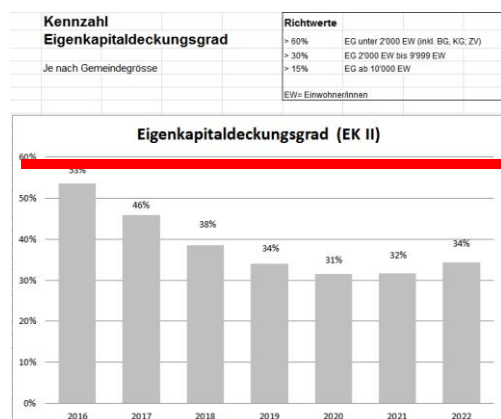 Kennzahl
Eigenkapitaldeckungsgrad
Je nach Gemeindegrösse
Richtwerte
> 60% EG unter 2'000 EW (inkl. BG, KG; ZV)
> 30% EG 2'000 EW bis 9'999 EW
> 15% EG ab 10'000 EW
EW= Einwohner/innen
Eigenkapitaldeckungsgrad (EK II)
60%
50%
40%
30%
20%
10%
0%
53%
46%
38%
34%
31%
32%
34%
2016 2017 2018 2019 2020 2021 2022